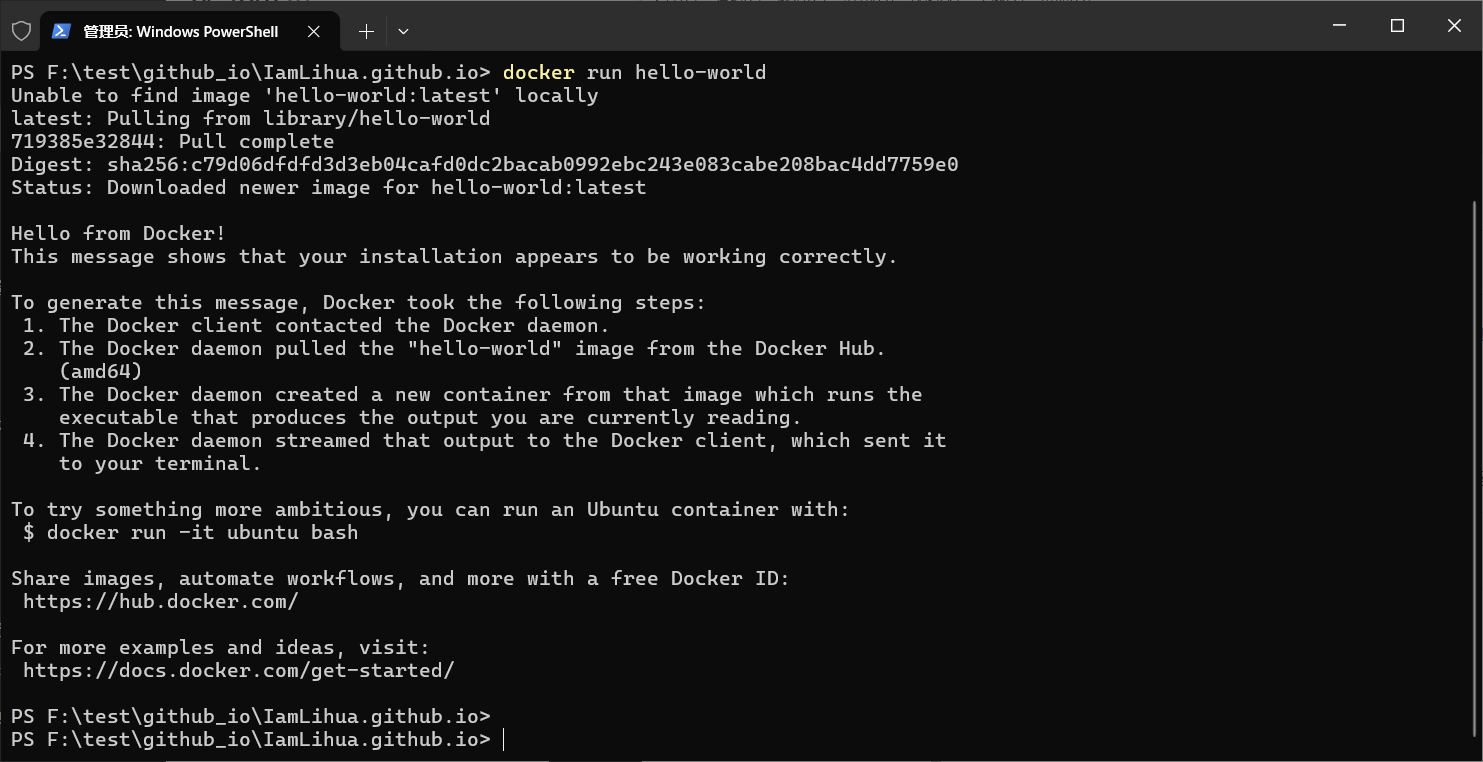 管理员: Windows PowerShell
PS F:\test\github_io\IamLihua.github.io> docker run hello-world
Unable to find image 'hello-world:latest' locally
latest: Pulling from library/hello-world
719385e32844: Pull complete
Digest: sha256:c79d06dfdfd3d3eb04cafd0dc2bacab0992ebc243e083cabe208bac4dd7759e0
Status: Downloaded newer image for hello-world:latest

Hello from Docker!
This message shows that your installation appears to be working correctly.

To generate this message, Docker took the following steps:
 1. The Docker client contacted the Docker daemon.
 2. The Docker daemon pulled the "hello-world" image from the Docker Hub.
    (amd64)
 3. The Docker daemon created a new container from that image which runs the
    executable that produces the output you are currently reading.
 4. The Docker daemon streamed that output to the Docker client, which sent it
    to your terminal.

To try something more ambitious, you can run an Ubuntu container with:
 $ docker run -it ubuntu bash

Share images, automate workflows, and more with a free Docker ID:
 https://hub.docker.com/

For more examples and ideas, visit:
 https://docs.docker.com/get-started/

PS F:\test\github_io\IamLihua.github.io>
PS F:\test\github_io\IamLihua.github.io>